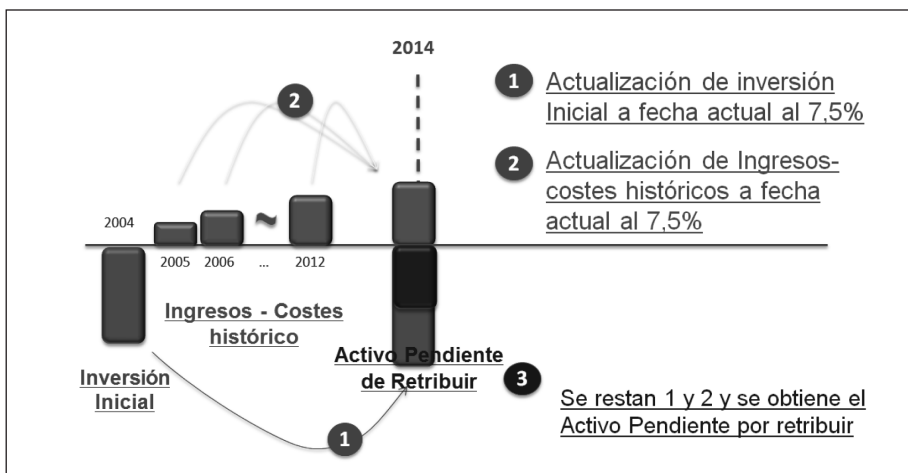 2014
1 Actualización de inversión
Inicial a fecha actual al 7,5%
2
2 Actualización de Ingresos-
costes históricos a fecha
actual al 7,5%
2004
≈
2005 2006 ... 2012
Ingresos - Costes
histórico
Inversión
Inicial
Activo Pendiente
de Retribuir
3 Se restan 1 y 2 y se obtiene el
Activo Pendiente por retribuir
1